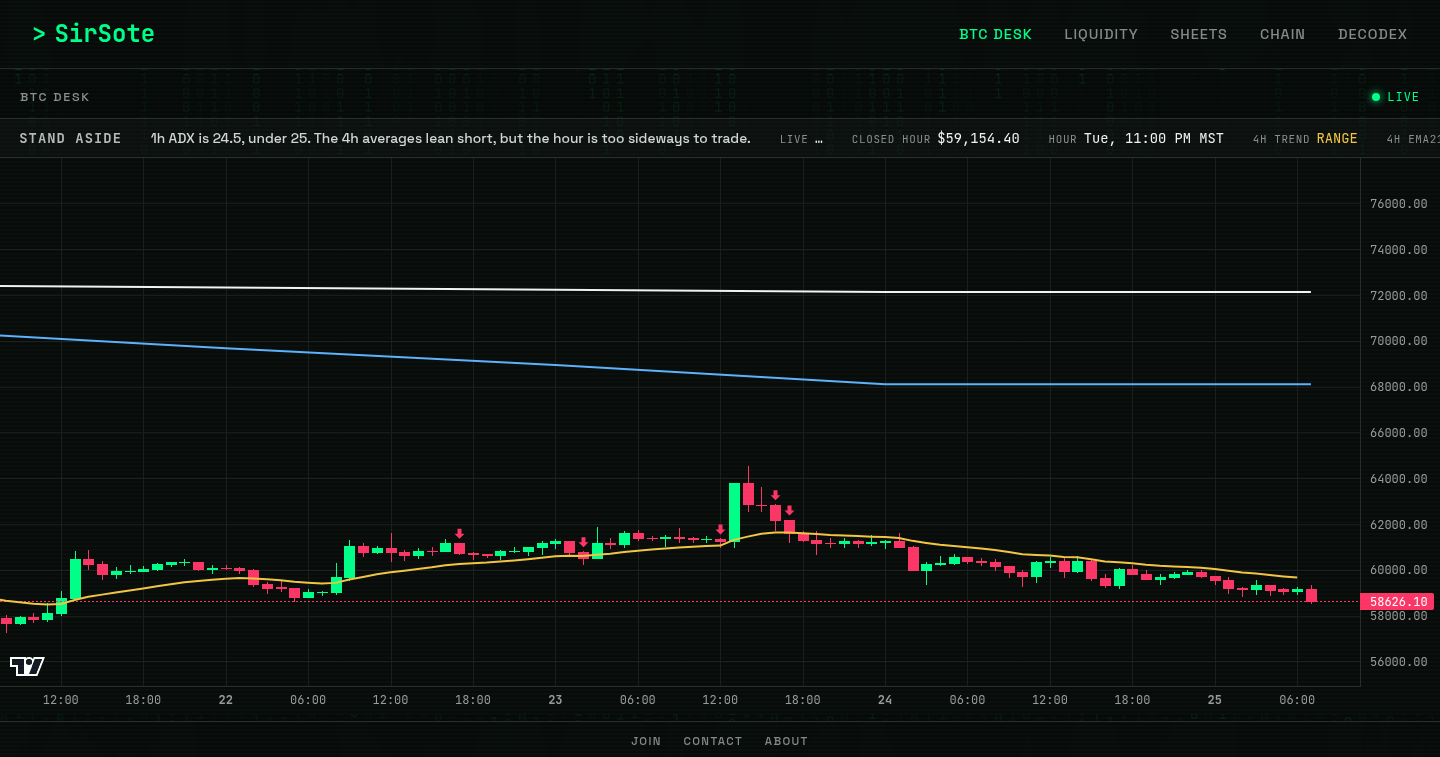 > SirSote
BTC DESK LIQUIDITY SHEETS CHAIN DECODEX
BTC DESK
LIVE
STAND ASIDE 1h ADX is 24.5, under 25. The 4h averages lean short, but the hour is too sideways to trade. LIVE … CLOSED HOUR $59,154.40 HOUR Tue, 11:00 PM MST 4H TREND RANGE 4H EMA21
76000.00
74000.00
72000.00
70000.00
68000.00
66000.00
64000.00
62000.00
60000.00
58626.10
58000.00
56000.00
12:00 18:00 22 06:00 12:00 18:00 23 06:00 12:00 18:00 24 06:00 12:00 18:00 25 06:00
JOIN CONTACT ABOUT